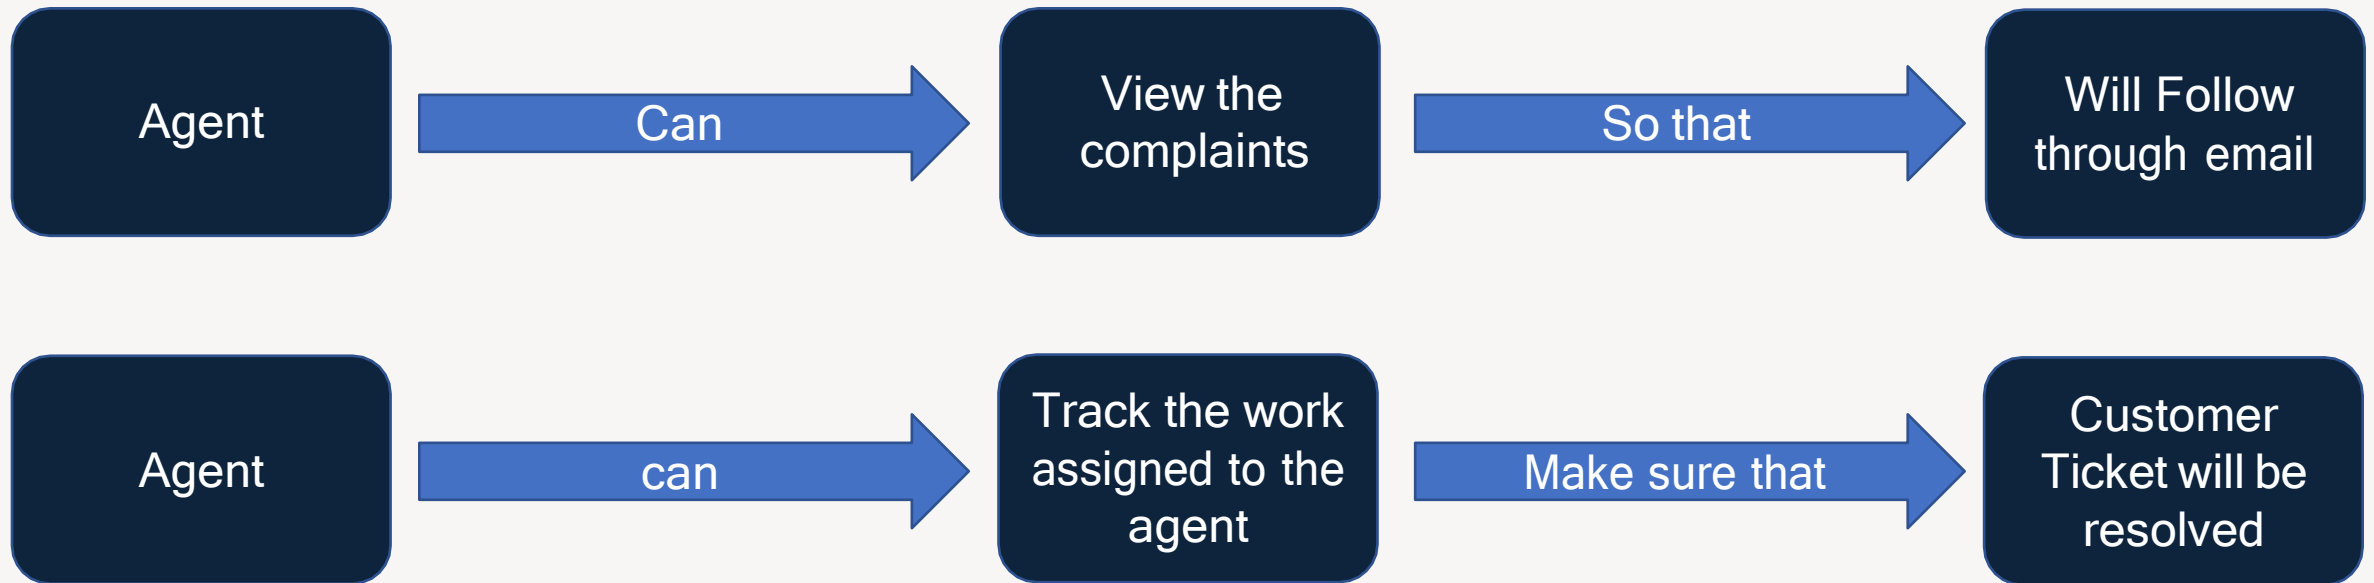 Agent
Can
View the
complaints
So that
Will Follow
through email
Agent
can
Track the work
assigned to the
agent
Make sure that
Customer
Ticket will be
resolved